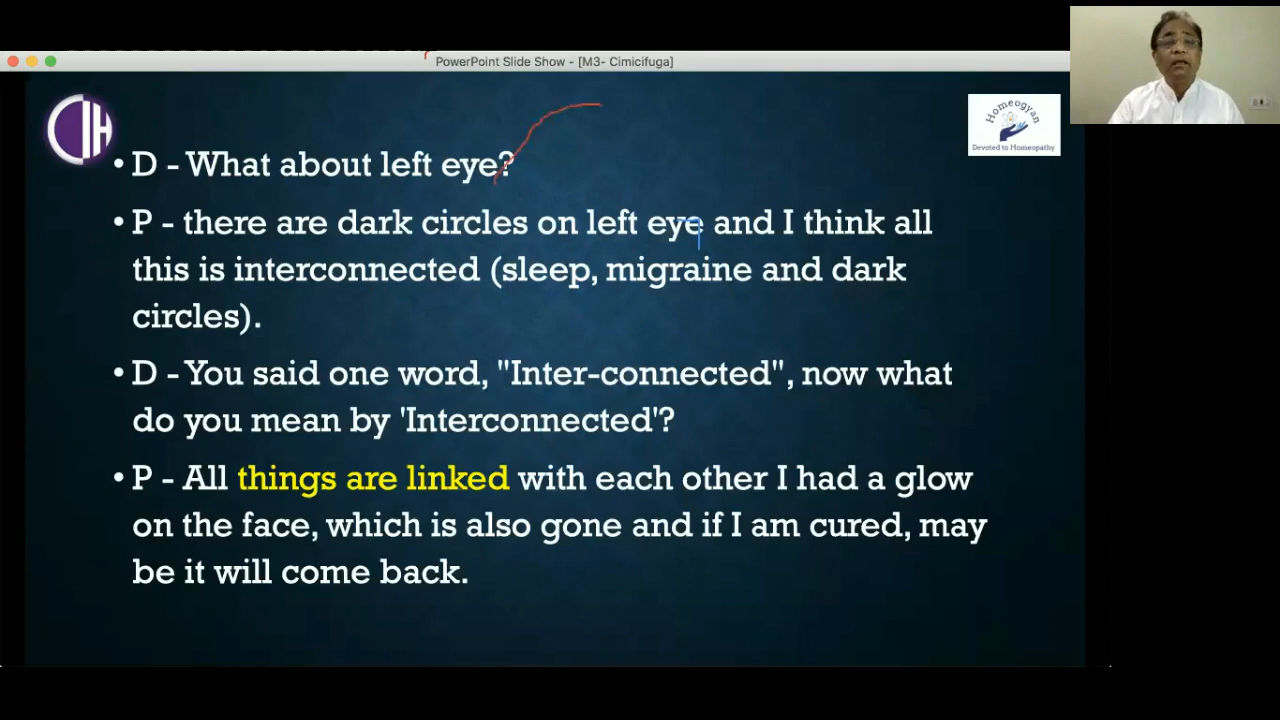 PowerPoint Slide Show - [M3- Cimicifuga]
CIH
Homeogyan
Devoted to Homeopathy
• D - What about left eye?
• P - there are dark circles on left eye and I think all
this is interconnected (sleep, migraine and dark
circles).
• D - You said one word, "Inter-connected", now what
do you mean by 'Interconnected'?
• P - All things are linked with each other I had a glow
on the face, which is also gone and if I am cured, may
be it will come back.